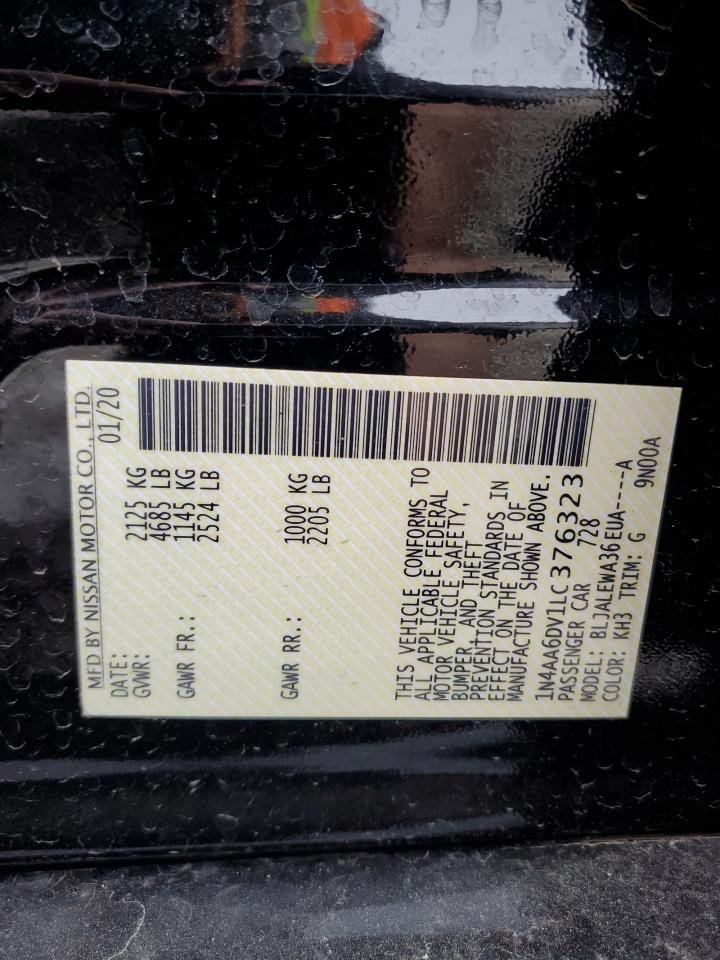 MFD BY NISSAN MOTOR CO., LTD.
DATE: 01/20
GVWR: 2125 KG
4685 LB
GAWR FR.: 1145 KG
2524 LB
GAWR RR.: 1000 KG
2205 LB
THIS VEHICLE CONFORMS TO
ALL APPLICABLE FEDERAL
MOTOR VEHICLE SAFETY,
BUMPER, AND THEFT
PREVENTION STANDARDS IN
EFFECT ON THE DATE OF
MANUFACTURE SHOWN ABOVE.
1N4AA6DV1LC376323
PASSENGER CAR 728
MODEL: BLJALEWA36EUA----A
COLOR: KH3 TRIM: G 9N00A